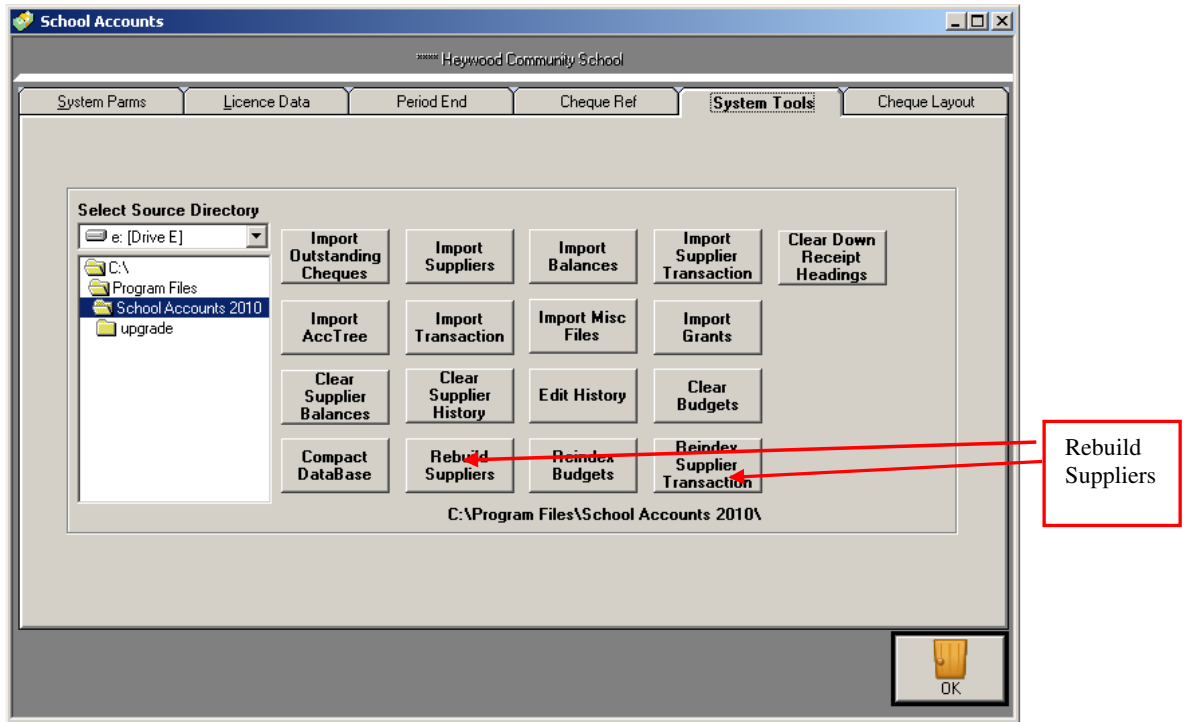 School Accounts
**** Heywood Community School
System Parms
Licence Data
Period End
Cheque Ref
System Tools
Cheque Layout
Select Source Directory
e: [Drive E]
C:\
Program Files
School Accounts 2010
upgrade
Import
Outstanding
Cheques
Import
Suppliers
Import
Balances
Import
Supplier
Transaction
Clear Down
Receipt
Headings
Import
AccTree
Import
Transaction
Import Misc
Files
Import
Grants
Clear
Supplier
Balances
Clear
Supplier
History
Edit History
Clear
Budgets
Compact
DataBase
Rebuild
Suppliers
Reindex
Budgets
Reindex
Supplier
Transaction
C:\Program Files\School Accounts 2010\
Rebuild
Suppliers
OK